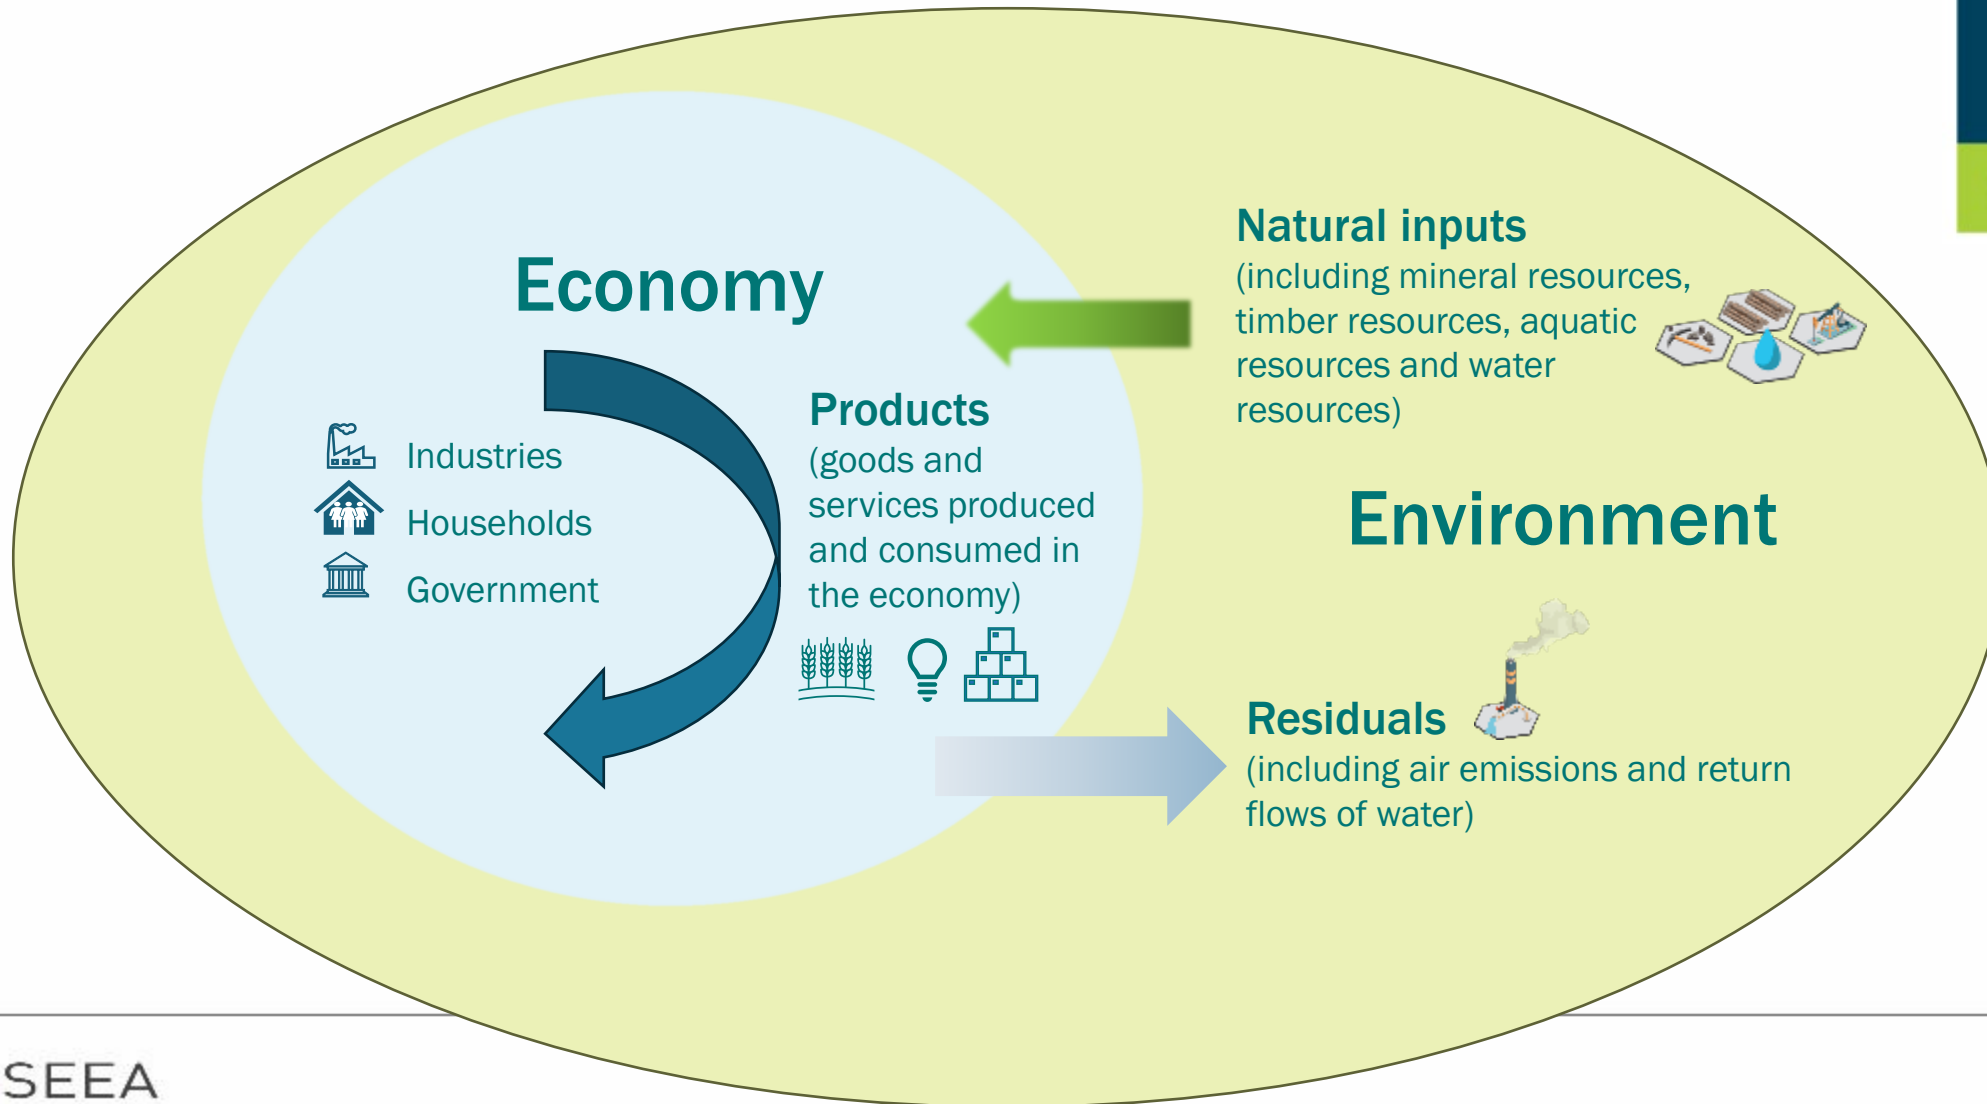 Economy
Industries
Households
Government
Products
(goods and
services produced
and consumed in
the economy)
Natural inputs
(including mineral resources,
timber resources, aquatic
resources and water
resources)
Environment
Residuals
(including air emissions and return
flows of water)
SEEA